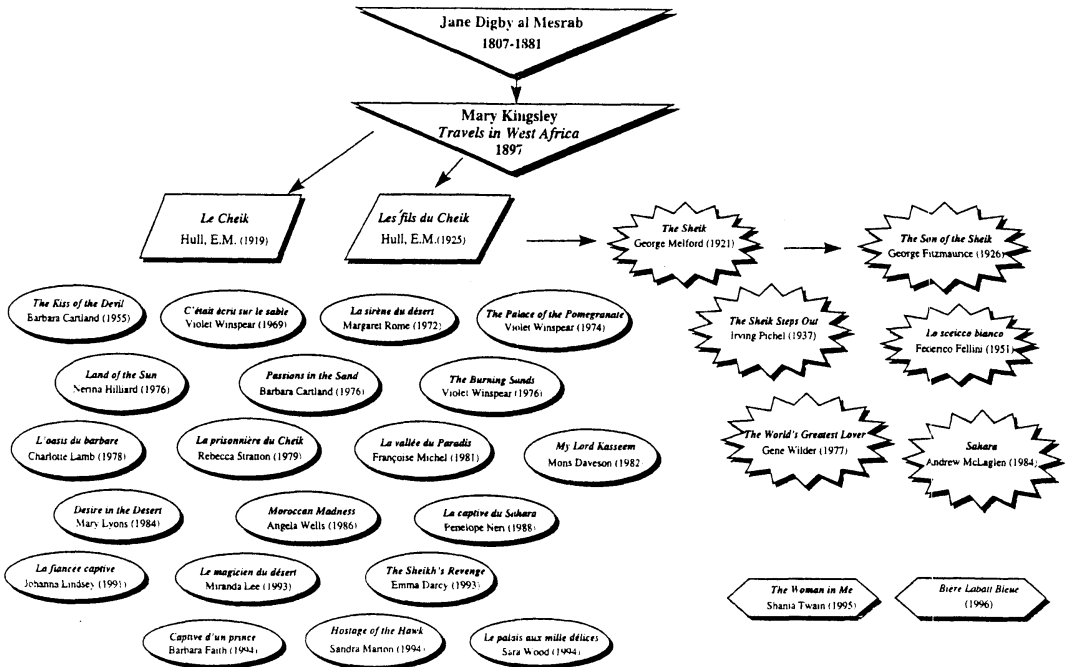 Jane Digby al Mesrab
1807-1881
Mary Kingsley
Travels in West Africa
1897
Le Cheik
Hull, E.M. (1919)
Les fils du Cheik
Hull, E.M. (1925)
The Sheik
George Melford (1921)
The Son of the Sheik
George Fitzmaunce (1926)
The Kiss of the Devil
Barbara Cartland (1955)
C'était écru sur le sable
Violet Winspear (1969)
La sirène du désert
Margaret Rome (1972)
The Palace of the Pomegranate
Violet Winspear (1974)
The Sheik Steps Out
Irving Pichel (1937)
Lo sceicco bianco
Federico Fellini (1951)
Land of the Sun
Nerina Hilliard (1976)
Passions in the Sand
Barbara Cartland (1976)
The Burning Sands
Violet Winspear (1976)
L'oasis du barbare
Charlotte Lamb (1978)
La prisonnière du Cheik
Rebecca Stratton (1979)
La vallée du Paradis
Françoise Michel (1981)
My Lord Kasseem
Mons Daveson (1982)
The World's Greatest Lover
Gene Wilder (1977)
Sahara
Andrew McLaglen (1984)
Desire in the Desert
Mary Lyons (1984)
Moroccan Madness
Angela Wells (1986)
La captive du Sahara
Penelope Neri (1988)
La fiancée captive
Johanna Lindsey (1991)
Le magicien du désert
Miranda Lee (1993)
The Sheikh's Revenge
Emma Darcy (1993)
The Woman in Me
Shania Twain (1995)
Bière Labatt Bleue
(1996)
Captive d'un prince
Barbara Faith (1994)
Hostage of the Hawk
Sandra Marton (1994)
Le palais aux mille délices
Sara Wood (1994)